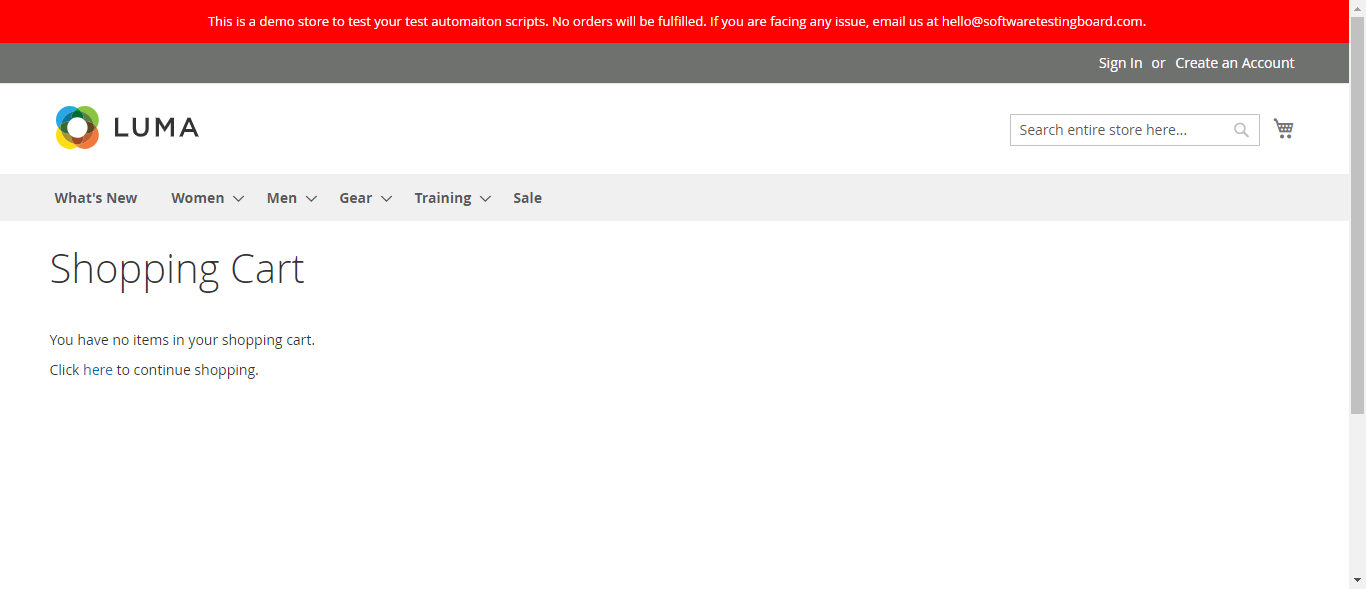 This is a demo store to test your test automaiton scripts. No orders will be fulfilled. If you are facing any issue, email us at hello@softwaretestingboard.com.
Sign In or Create an Account
LUMA
Search entire store here...
What's New Women Men Gear Training Sale
Shopping Cart
You have no items in your shopping cart.
Click here to continue shopping.